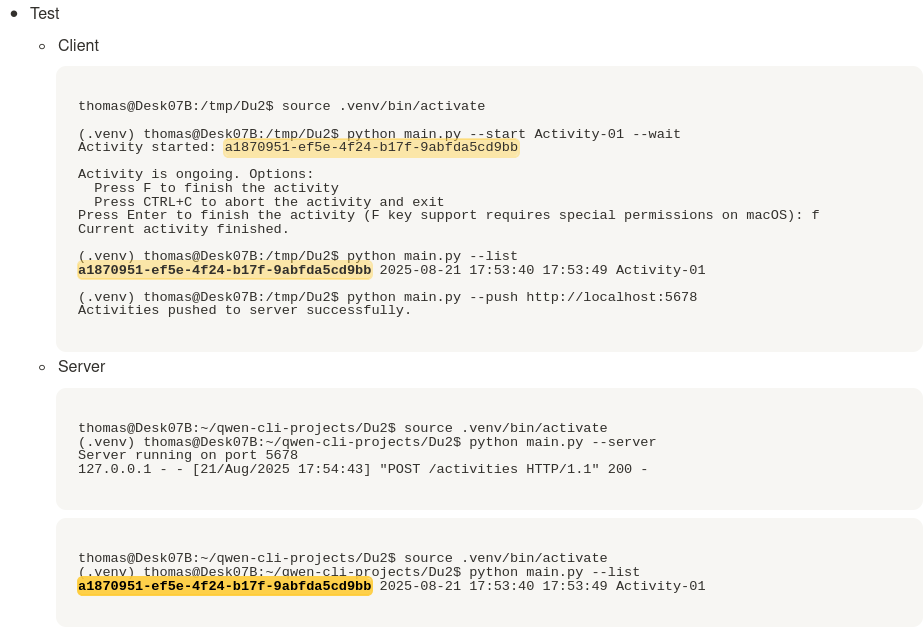 Test
Client
thomas@Desk07B:/tmp/Du2$ source .venv/bin/activate
(.venv) thomas@Desk07B:/tmp/Du2$ python main.py --start Activity-01 --wait
Activity started: a1870951-ef5e-4f24-b17f-9abfda5cd9bb
Activity is ongoing. Options:
  Press F to finish the activity
  Press CTRL+C to abort the activity and exit
Press Enter to finish the activity (F key support requires special permissions on macOS): f
Current activity finished.
(.venv) thomas@Desk07B:/tmp/Du2$ python main.py --list
a1870951-ef5e-4f24-b17f-9abfda5cd9bb 2025-08-21 17:53:40 17:53:49 Activity-01
(.venv) thomas@Desk07B:/tmp/Du2$ python main.py --push http://localhost:5678
Activities pushed to server successfully.
Server
thomas@Desk07B:~/qwen-cli-projects/Du2$ source .venv/bin/activate
(.venv) thomas@Desk07B:~/qwen-cli-projects/Du2$ python main.py --server
Server running on port 5678
127.0.0.1 - - [21/Aug/2025 17:54:43] "POST /activities HTTP/1.1" 200 -
thomas@Desk07B:~/qwen-cli-projects/Du2$ source .venv/bin/activate
(.venv) thomas@Desk07B:~/qwen-cli-projects/Du2$ python main.py --list
a1870951-ef5e-4f24-b17f-9abfda5cd9bb 2025-08-21 17:53:40 17:53:49 Activity-01